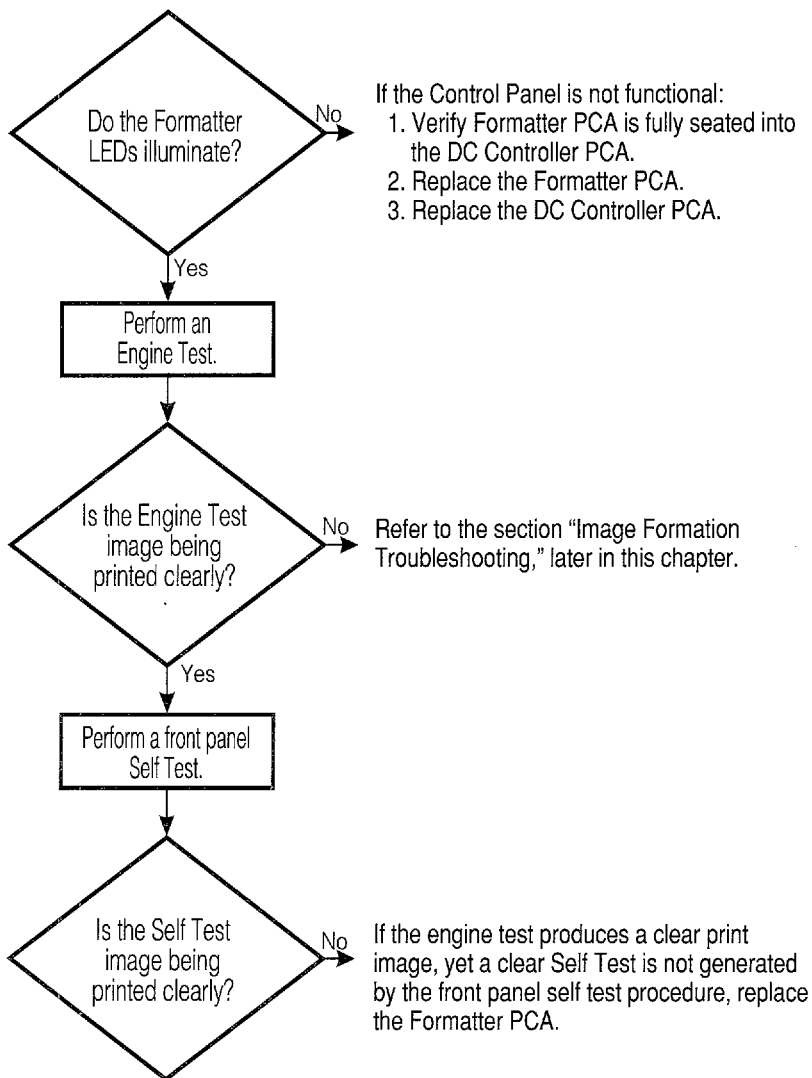 Do the Formatter
LEDs illuminate?
No
If the Control Panel is not functional:
1. Verify Formatter PCA is fully seated into
the DC Controller PCA.
2. Replace the Formatter PCA.
3. Replace the DC Controller PCA.
Yes
Perform an
Engine Test.
Is the Engine Test
image being
printed clearly?
No
Refer to the section “Image Formation
Troubleshooting,” later in this chapter.
Yes
Perform a front panel
Self Test.
Is the Self Test
image being
printed clearly?
No
If the engine test produces a clear print
image, yet a clear Self Test is not generated
by the front panel self test procedure, replace
the Formatter PCA.